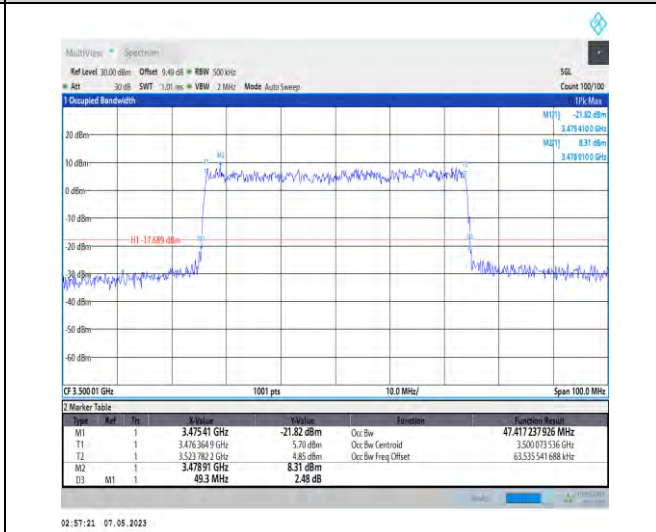 MultiView Spectrum
Ref Level 30.00 dBm Offset 9.49 dB RBW 500 kHz SGL
Att 30 dB SWT 1.01 ms VBW 2 MHz Mode Auto Sweep Count 100/100
1 Occupied Bandwidth 1Pk Max
M1[1] -21.82 dBm
3.475 4100 GHz
M2[1] 8.31 dBm
3.478 9100 GHz
20 dBm
T1 M2 T2
10 dBm
0 dBm
-10 dBm
H1 -17.689 dBm
-20 dBm
-30 dBm
-40 dBm
-50 dBm
-60 dBm
CF 3.500 01 GHz 1001 pts 10.0 MHz/ Span 100.0 MHz
2 Marker Table
Type Ref Trc X-Value Y-Value Function Function Result
M1 1 3.475 41 GHz -21.82 dBm Occ Bw 47.417 237 926 MHz
T1 1 3.476 364 9 GHz 5.70 dBm Occ Bw Centroid 3.500 073 536 GHz
T2 1 3.523 782 2 GHz 4.85 dBm Occ Bw Freq Offset 63.535 541 688 kHz
M2 1 3.478 91 GHz 8.31 dBm
D3 M1 1 49.3 MHz 2.48 dB
02:57:21 07.05.2023